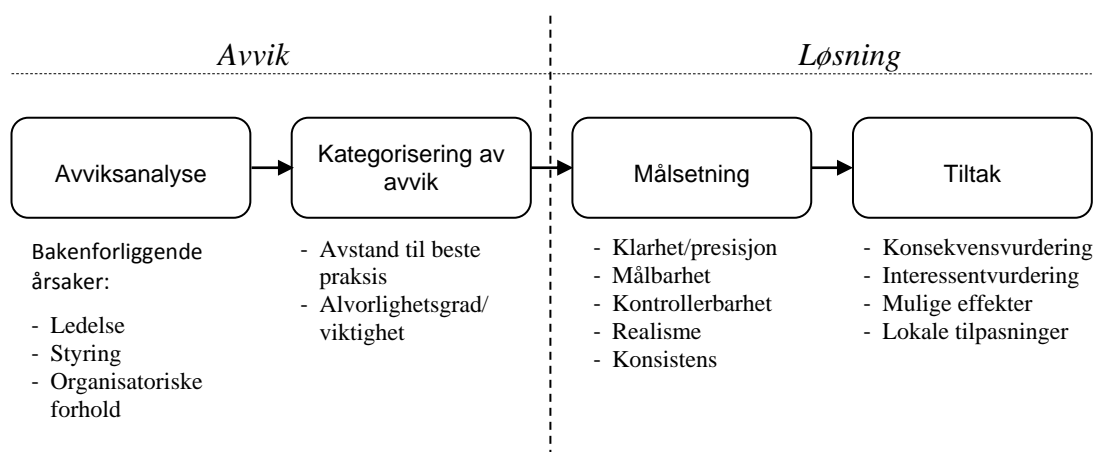 Avvik
Løsning
Avviksanalyse
Kategorisering av
avvik
Målsetning
Tiltak
Bakenforliggende
årsaker:
- Ledelse
- Styring
- Organisatoriske
forhold
- Avstand til beste
praksis
- Alvorlighetsgrad/
viktighet
- Klarhet/presisjon
- Målbarhet
- Kontrollerbarhet
- Realisme
- Konsistens
- Konsekvensvurdering
- Interessentvurdering
- Mulige effekter
- Lokale tilpasninger